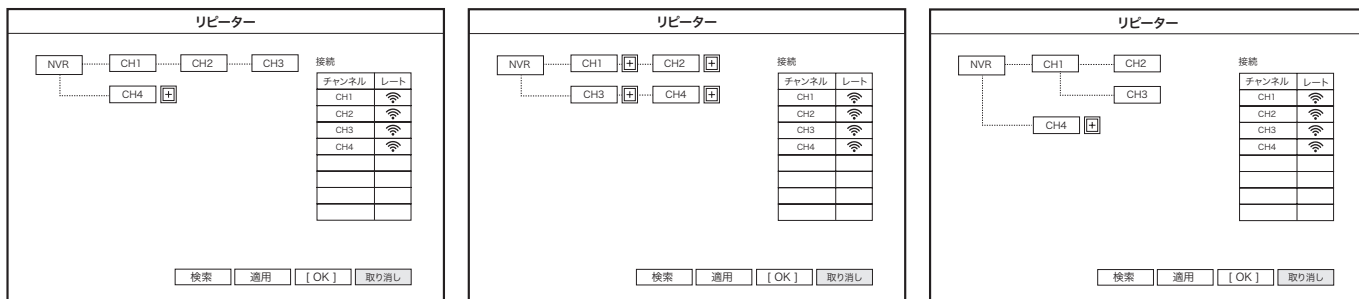 リピーター
NVR CH1 CH2 CH3
CH4 +
接続
チャンネル レート
CH1
CH2
CH3
CH4
検索 適用 [ OK ] 取り消し
リピーター
NVR CH1 + CH2 +
CH3 + CH4 +
接続
チャンネル レート
CH1
CH2
CH3
CH4
検索 適用 [ OK ] 取り消し
リピーター
NVR CH1 CH2
CH3
CH4 +
接続
チャンネル レート
CH1
CH2
CH3
CH4
検索 適用 [ OK ] 取り消し